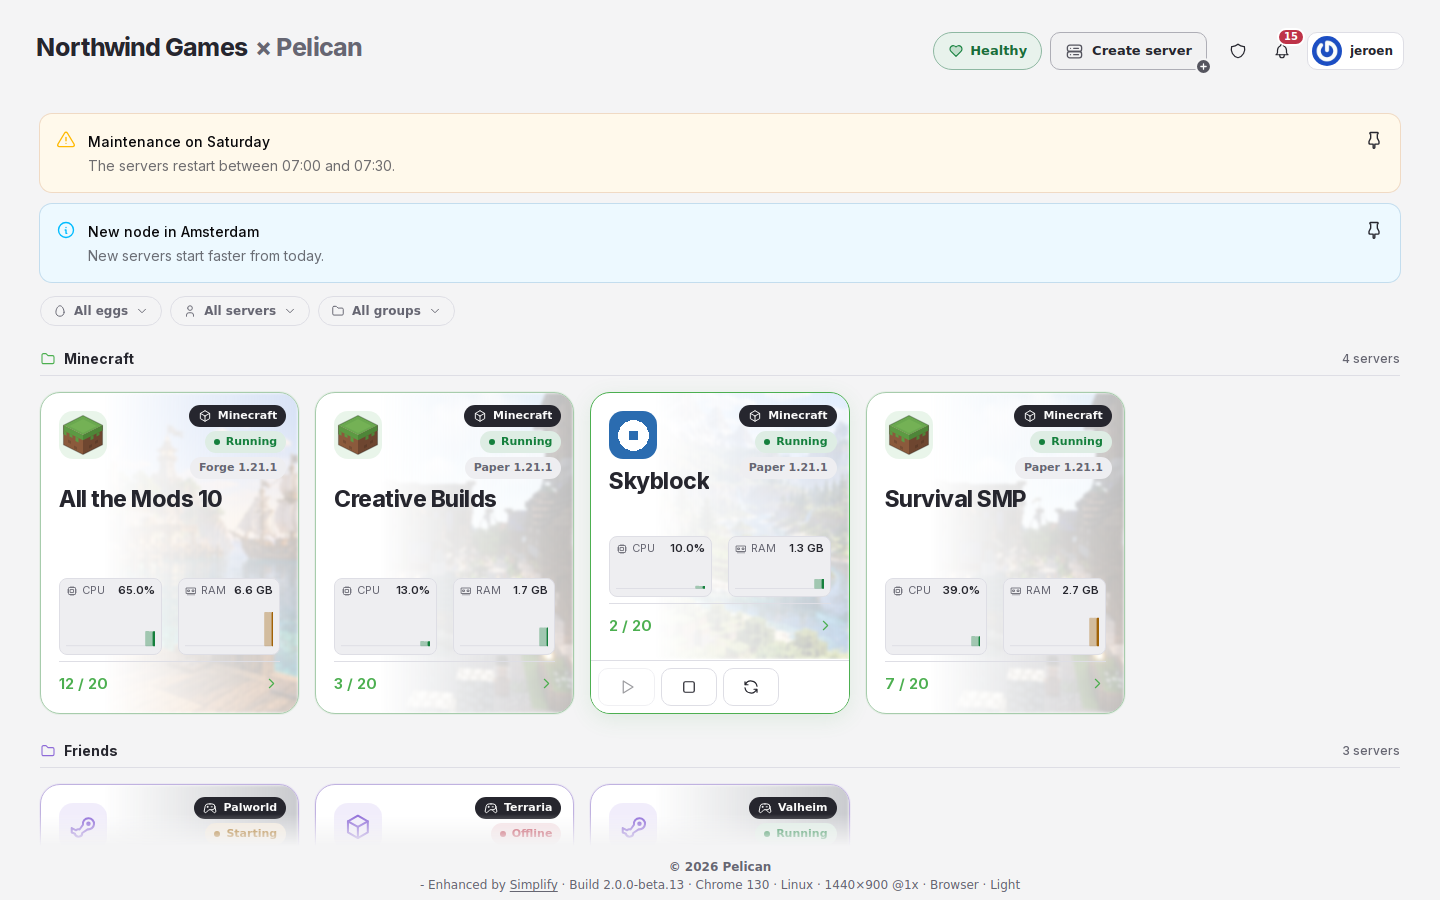 Northwind Games × Pelican
Healthy
Create server
15
jeroen
Maintenance on Saturday
The servers restart between 07:00 and 07:30.
New node in Amsterdam
New servers start faster from today.
All eggs
All servers
All groups
Minecraft
4 servers
Minecraft
Running
Forge 1.21.1
All the Mods 10
CPU 65.0%
RAM 6.6 GB
12 / 20
Minecraft
Running
Paper 1.21.1
Creative Builds
CPU 13.0%
RAM 1.7 GB
3 / 20
Minecraft
Running
Paper 1.21.1
Skyblock
CPU 10.0%
RAM 1.3 GB
2 / 20
Minecraft
Running
Paper 1.21.1
Survival SMP
CPU 39.0%
RAM 2.7 GB
7 / 20
Friends
3 servers
Palworld
Starting
Terraria
Offline
Valheim
Running
© 2026 Pelican
- Enhanced by Simplify · Build 2.0.0-beta.13 · Chrome 130 · Linux · 1440×900 @1x · Browser · Light